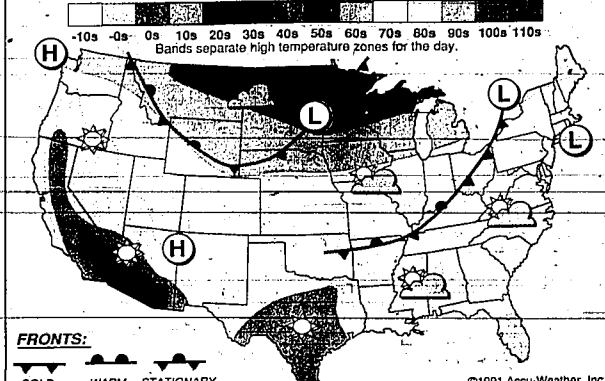 -10s -0s 0s 10s 20s 30s 40s 50s 60s 70s 80s 90s 100s 110s
Bands separate high temperature zones for the day.
H
L
L
L
H
FRONTS:
COLD WARM STATIONARY
©1991 Accu-Weather, Inc.